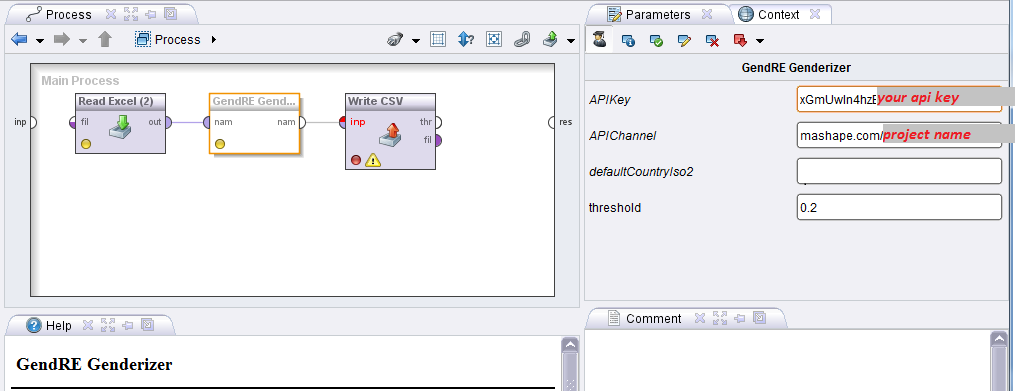 Process
Parameters
Context
Process
Main Process
Read Excel (2)
GendRE Gend...
Write CSV
inp
fil
out
nam
nam
inp
thr
fil
res
GendRE Genderizer
APIKey
xGmUwIn4hzE your api key
APIChannel
mashape.com/project name
defaultCountryIso2
threshold
0.2
Help
Comment
GendRE Genderizer